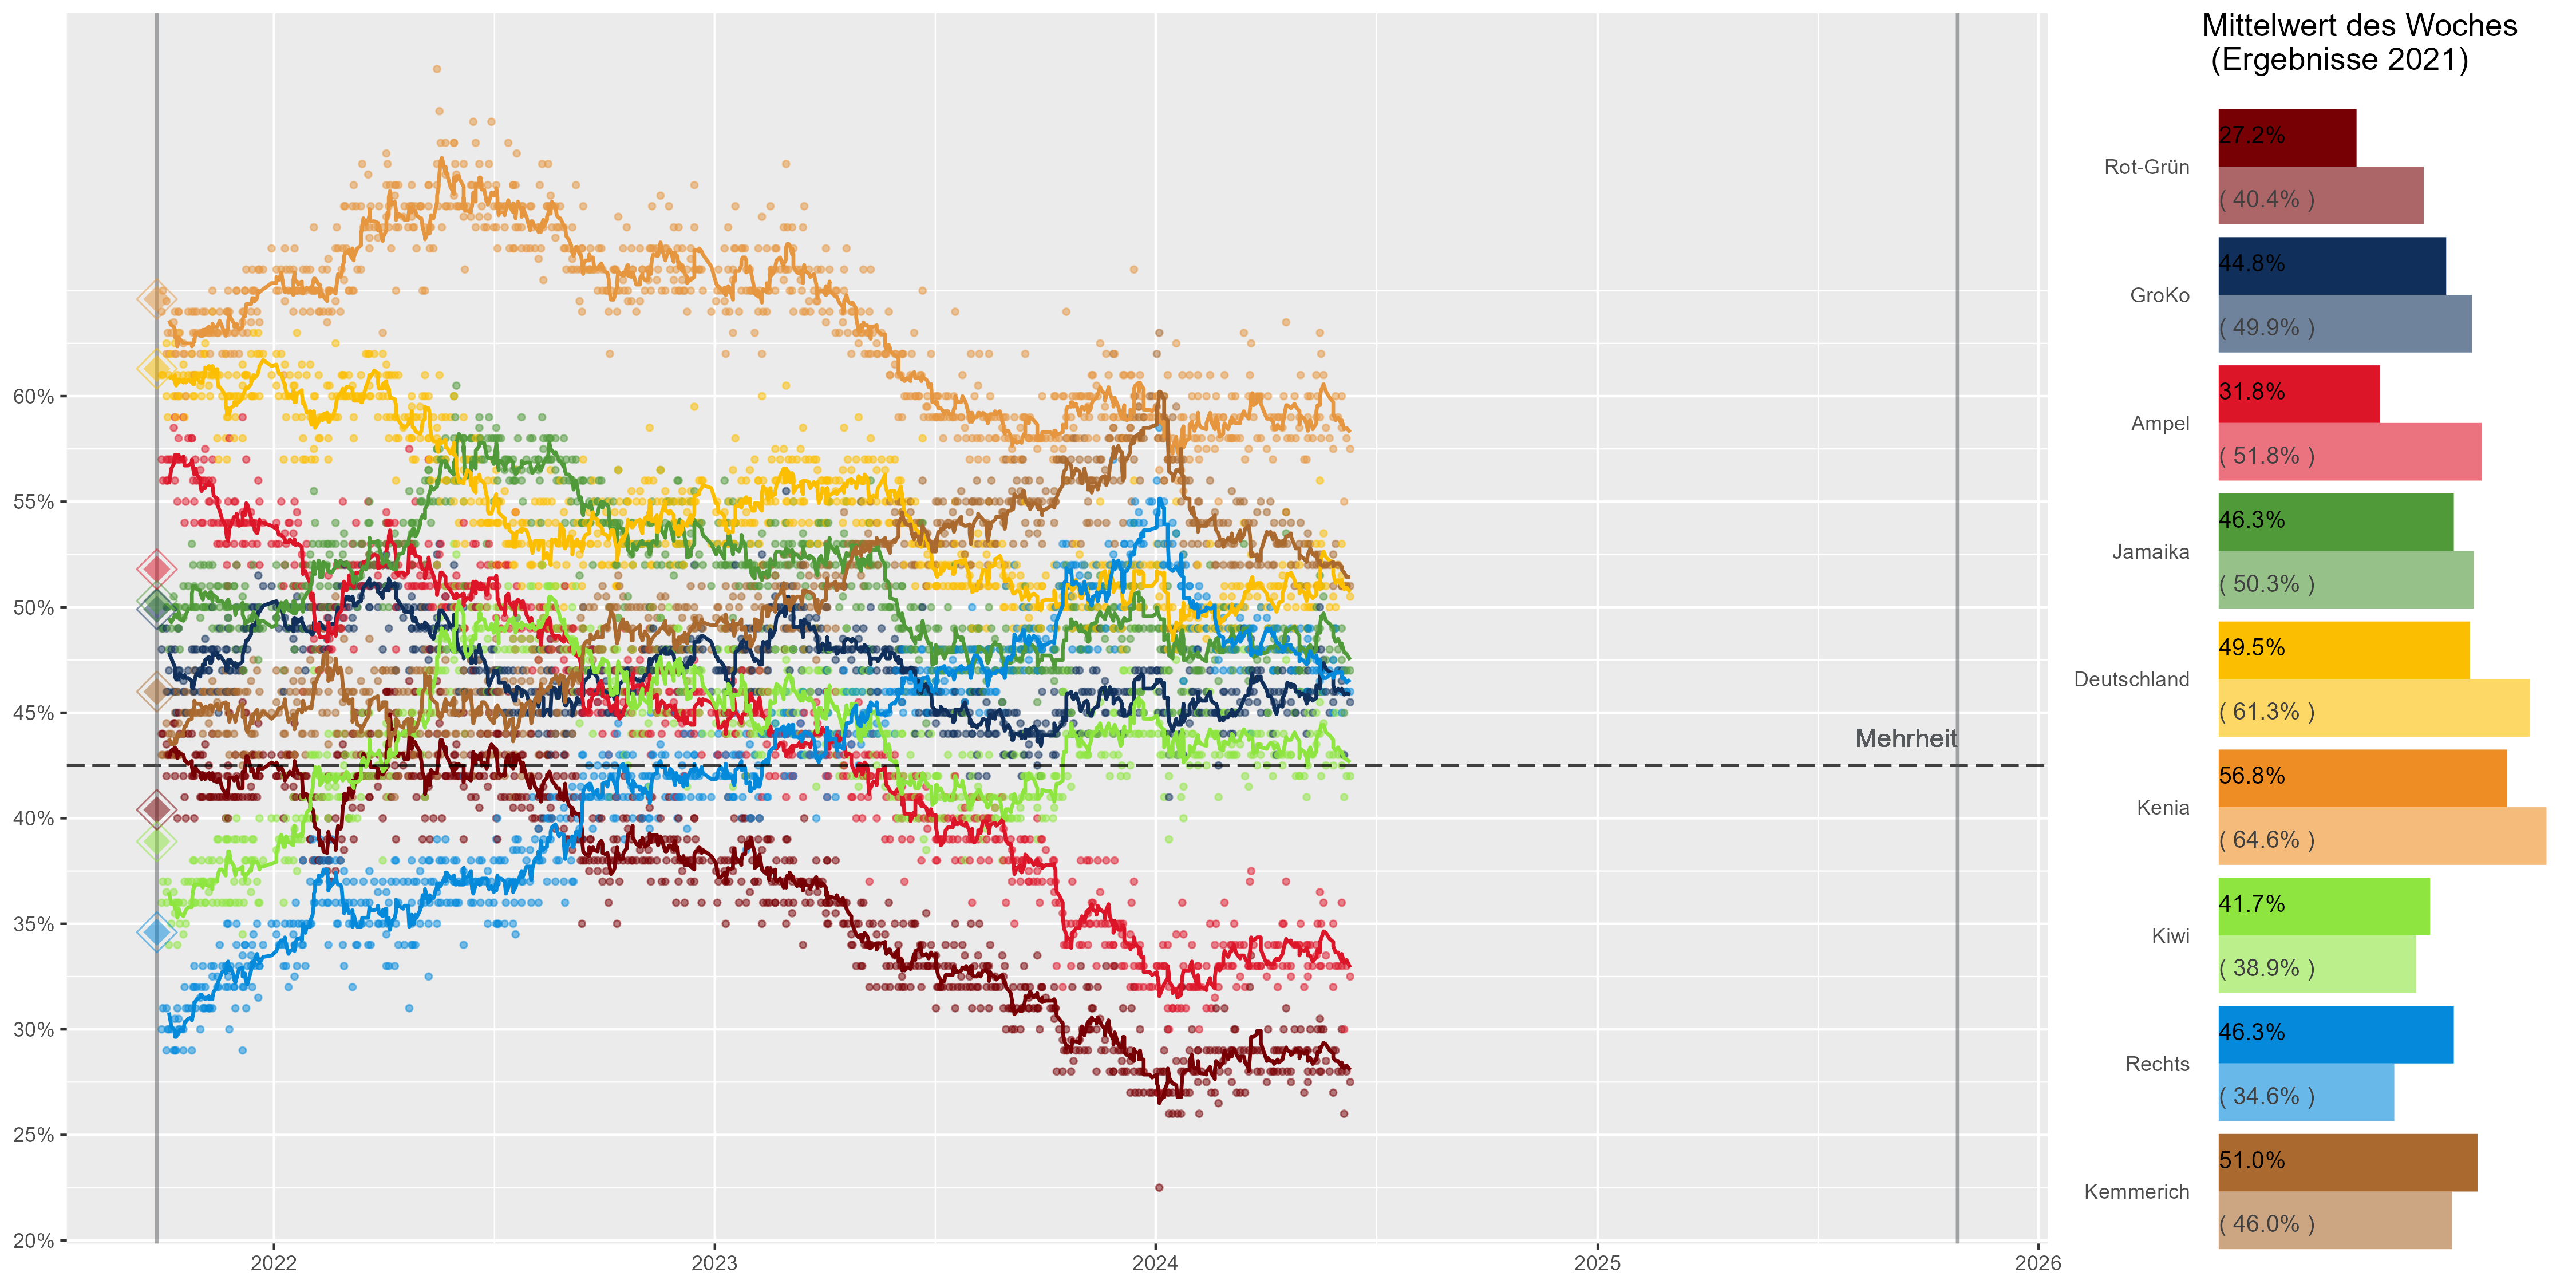 60%
55%
50%
45%
40%
35%
30%
25%
20%
2022
2023
2024
2025
2026
Mehrheit
Mittelwert des Woches
(Ergebnisse 2021)
Rot-Grün
27.2%
( 40.4% )
GroKo
44.8%
( 49.9% )
Ampel
31.8%
( 51.8% )
Jamaika
46.3%
( 50.3% )
Deutschland
49.5%
( 61.3% )
Kenia
56.8%
( 64.6% )
Kiwi
41.7%
( 38.9% )
Rechts
46.3%
( 34.6% )
Kemmerich
51.0%
( 46.0% )